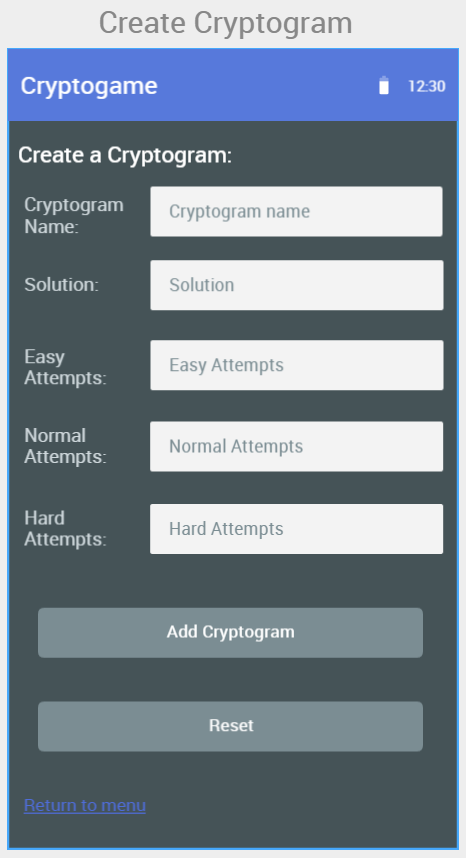 Create Cryptogram
Cryptogame
12:30
Create a Cryptogram:
Cryptogram
Name:
Cryptogram name
Solution:
Solution
Easy
Attempts:
Easy Attempts
Normal
Attempts:
Normal Attempts
Hard
Attempts:
Hard Attempts
Add Cryptogram
Reset
Return to menu